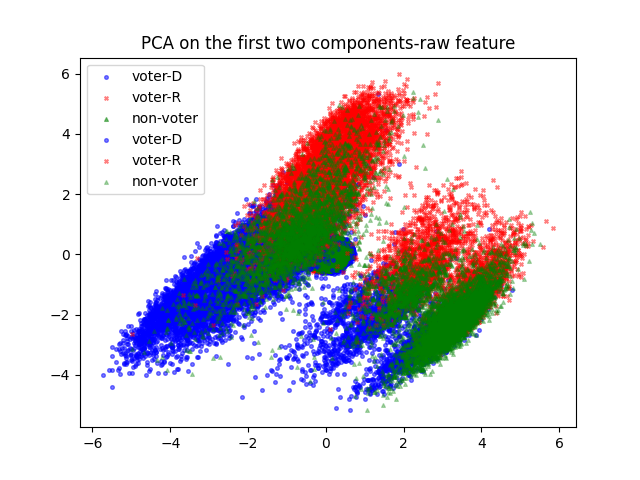 PCA on the first two components-raw feature
voter-D
voter-R
non-voter
voter-D
voter-R
non-voter
6
4
2
0
−2
−4
−6
−4
−2
0
2
4
6